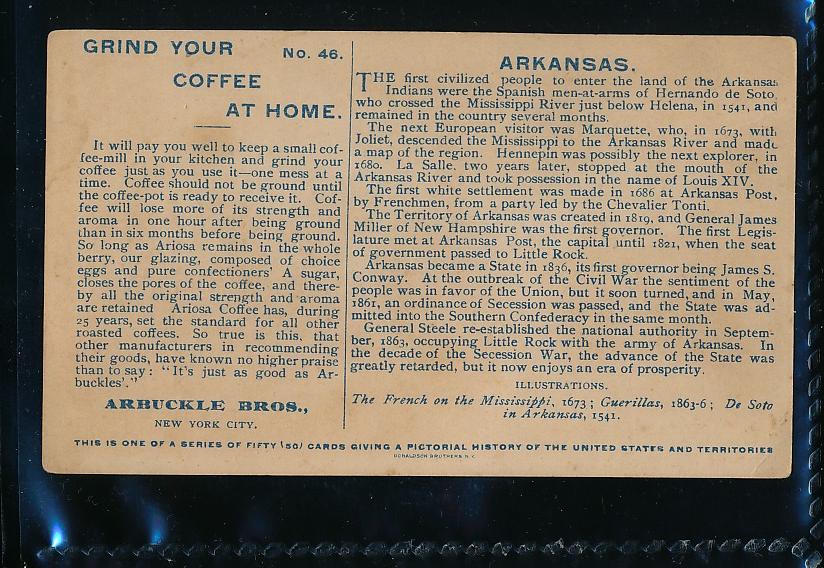 GRIND YOUR
No. 46.
COFFEE
AT HOME.
It will pay you well to keep a small cof-
fee-mill in your kitchen and grind your
coffee just as you use it—one mess at a
time. Coffee should not be ground until
the coffee-pot is ready to receive it. Cof-
fee will lose more of its strength and
aroma in one hour after being ground
than in six months before being ground.
So long as Ariosa remains in the whole
berry, our glazing, composed of choice
eggs and pure confectioners' A sugar,
closes the pores of the coffee, and there-
by all the original strength and aroma
are retained Ariosa Coffee has, during
25 years, set the standard for all other
roasted coffees. So true is this, that
other manufacturers in recommending
their goods, have known no higher praise
than to say: "It's just as good as Ar-
buckles'."
ARBUCKLE BROS.,
NEW YORK CITY.
ARKANSAS.
THE first civilized people to enter the land of the Arkansas
Indians were the Spanish men-at-arms of Hernando de Soto,
who crossed the Mississippi River just below Helena, in 1541, and
remained in the country several months.
The next European visitor was Marquette, who, in 1673, with
Joliet, descended the Mississippi to the Arkansas River and made
a map of the region. Hennepin was possibly the next explorer, in
1680. La Salle, two years later, stopped at the mouth of the
Arkansas River and took possession in the name of Louis XIV.
The first white settlement was made in 1686 at Arkansas Post,
by Frenchmen, from a party led by the Chevalier Tonti.
The Territory of Arkansas was created in 1819, and General James
Miller of New Hampshire was the first governor. The first Legis-
lature met at Arkansas Post, the capital until 1821, when the seat
of government passed to Little Rock.
Arkansas became a State in 1836, its first governor being James S.
Conway. At the outbreak of the Civil War the sentiment of the
people was in favor of the Union, but it soon turned, and in May,
1861, an ordinance of Secession was passed, and the State was ad-
mitted into the Southern Confederacy in the same month.
General Steele re-established the national authority in Septem-
ber, 1863, occupying Little Rock with the army of Arkansas. In
the decade of the Secession War, the advance of the State was
greatly retarded, but it now enjoys an era of prosperity.
ILLUSTRATIONS.
The French on the Mississippi, 1673; Guerillas, 1863-6; De Soto
in Arkansas, 1541.
THIS IS ONE OF A SERIES OF FIFTY (50) CARDS GIVING A PICTORIAL HISTORY OF THE UNITED STATES AND TERRITORIES
DONALDSON BROTHERS, N.Y.